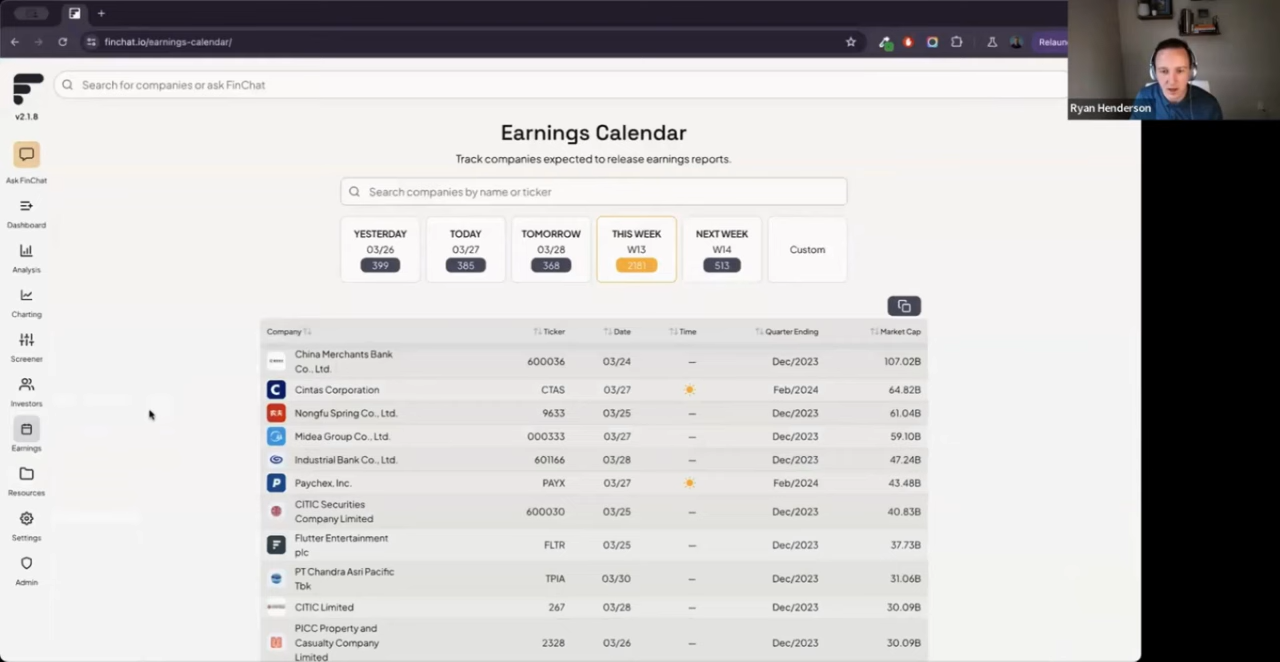 finchat.io/earnings-calendar/
Relaun
Ryan Henderson
Search for companies or ask FinChat
v2.1.8
Ask FinChat
Dashboard
Analysis
Charting
Screener
Investors
Earnings
Resources
Settings
Admin
Earnings Calendar
Track companies expected to release earnings reports.
Search companies by name or ticker
YESTERDAY TODAY TOMORROW THIS WEEK NEXT WEEK Custom
03/26 03/27 03/28 W13 W14
399 385 368 2181 513
Company Ticker Date Time Quarter Ending Market Cap
China Merchants Bank
Co., Ltd. 600036 03/24 — Dec/2023 107.02B
Cintas Corporation CTAS 03/27 Feb/2024 64.82B
Nongfu Spring Co., Ltd. 9633 03/25 — Dec/2023 61.04B
Midea Group Co., Ltd. 000333 03/27 — Dec/2023 59.10B
Industrial Bank Co., Ltd. 601166 03/28 — Dec/2023 47.24B
Paychex, Inc. PAYX 03/27 Feb/2024 43.48B
CITIC Securities
Company Limited 600030 03/25 — Dec/2023 40.83B
Flutter Entertainment
plc FLTR 03/25 — Dec/2023 37.73B
PT Chandra Asri Pacific
Tbk TPIA 03/30 — Dec/2023 31.06B
CITIC Limited 267 03/28 — Dec/2023 30.09B
PICC Property and
Casualty Company
Limited 2328 03/26 — Dec/2023 30.09B